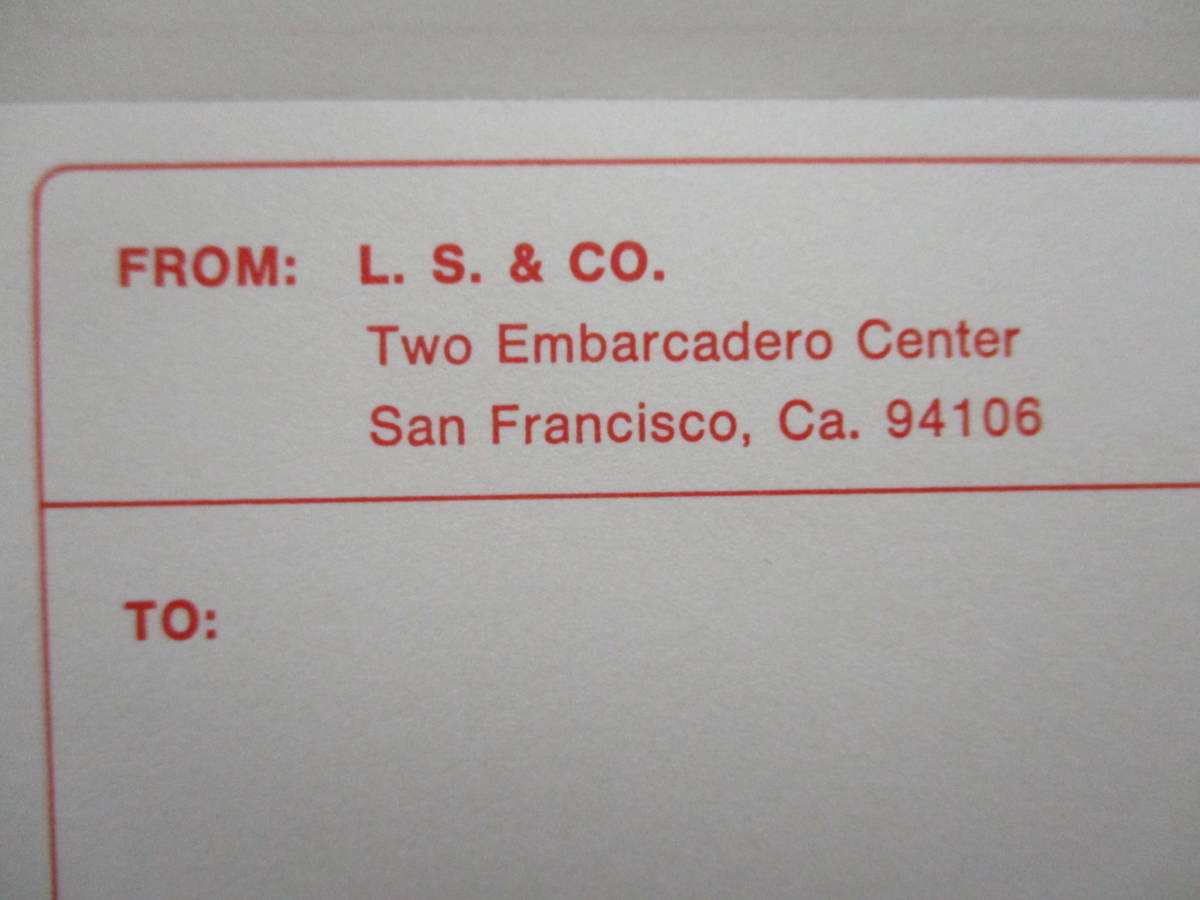 FROM: L. S. & CO.
Two Embarcadero Center
San Francisco, Ca. 94106
TO: